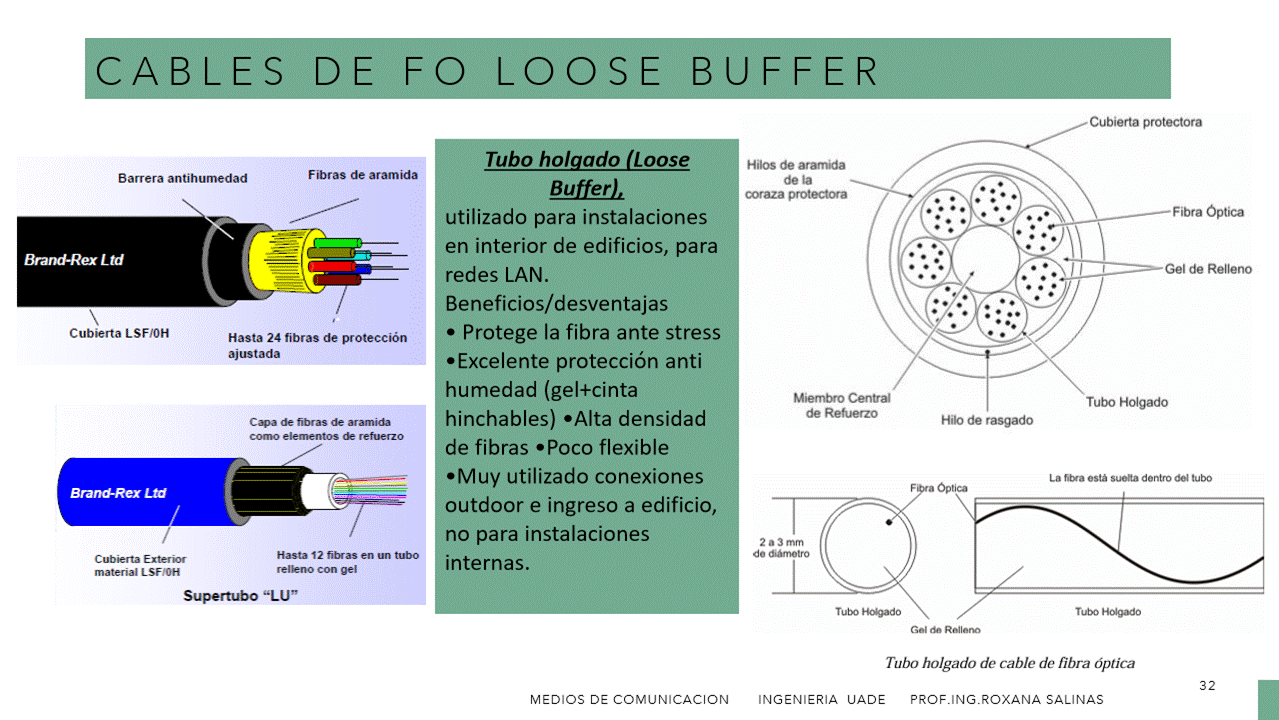 CABLES DE FO LOOSE BUFFER
Barrera antihumedad
Fibras de aramida
Brand-Rex Ltd
Cubierta LSF/0H
Hasta 24 fibras de protección
ajustada
Capa de fibras de aramida
como elementos de refuerzo
Brand-Rex Ltd
Cubierta Exterior
material LSF/0H
Hasta 12 fibras en un tubo
relleno con gel
Supertubo “LU”
Tubo holgado (Loose
Buffer),
utilizado para instalaciones
en interior de edificios, para
redes LAN.
Beneficios/desventajas
• Protege la fibra ante stress
•Excelente protección anti
humedad (gel+cinta
hinchables) •Alta densidad
de fibras •Poco flexible
•Muy utilizado conexiones
outdoor e ingreso a edificio,
no para instalaciones
internas.
Cubierta protectora
Hilos de aramida
de la
coraza protectora
Fibra Óptica
Gel de Relleno
Miembro Central
de Refuerzo
Hilo de rasgado
Tubo Holgado
Fibra Óptica
La fibra está suelta dentro del tubo
2 a 3 mm
de diámetro
Tubo Holgado
Tubo Holgado
Gel de Relleno
Tubo holgado de cable de fibra óptica
32
MEDIOS DE COMUNICACION INGENIERIA UADE PROF.ING.ROXANA SALINAS